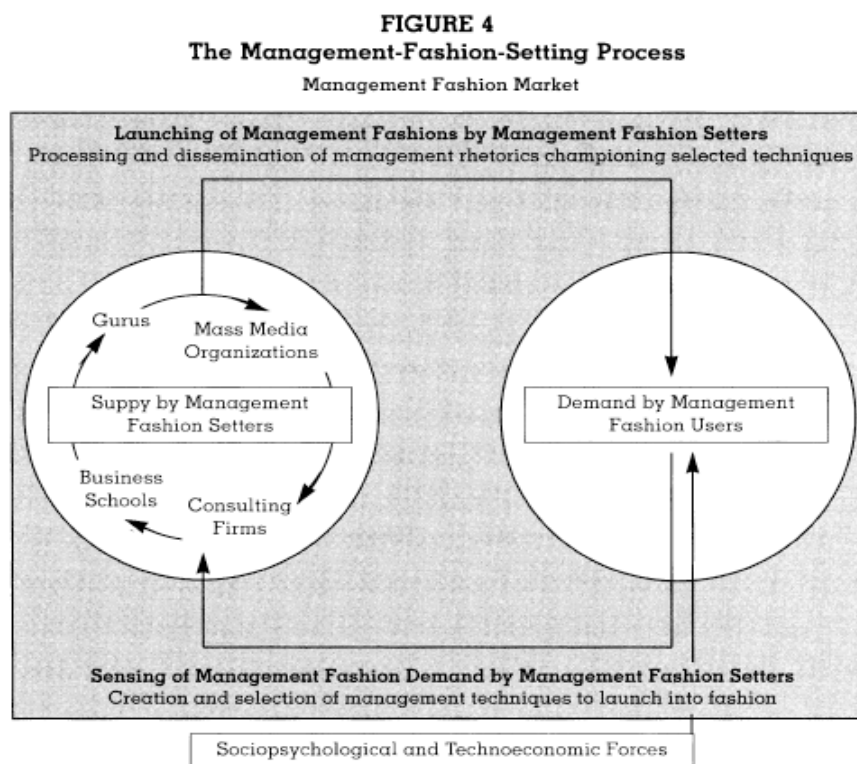 FIGURE 4
The Management-Fashion-Setting Process
Management Fashion Market
Launching of Management Fashions by Management Fashion Setters
Processing and dissemination of management rhetorics championing selected techniques
Gurus
Mass Media
Organizations
Suppy by Management
Fashion Setters
Business
Schools
Consulting
Firms
Demand by Management
Fashion Users
Sensing of Management Fashion Demand by Management Fashion Setters
Creation and selection of management techniques to launch into fashion
Sociopsychological and Technoeconomic Forces